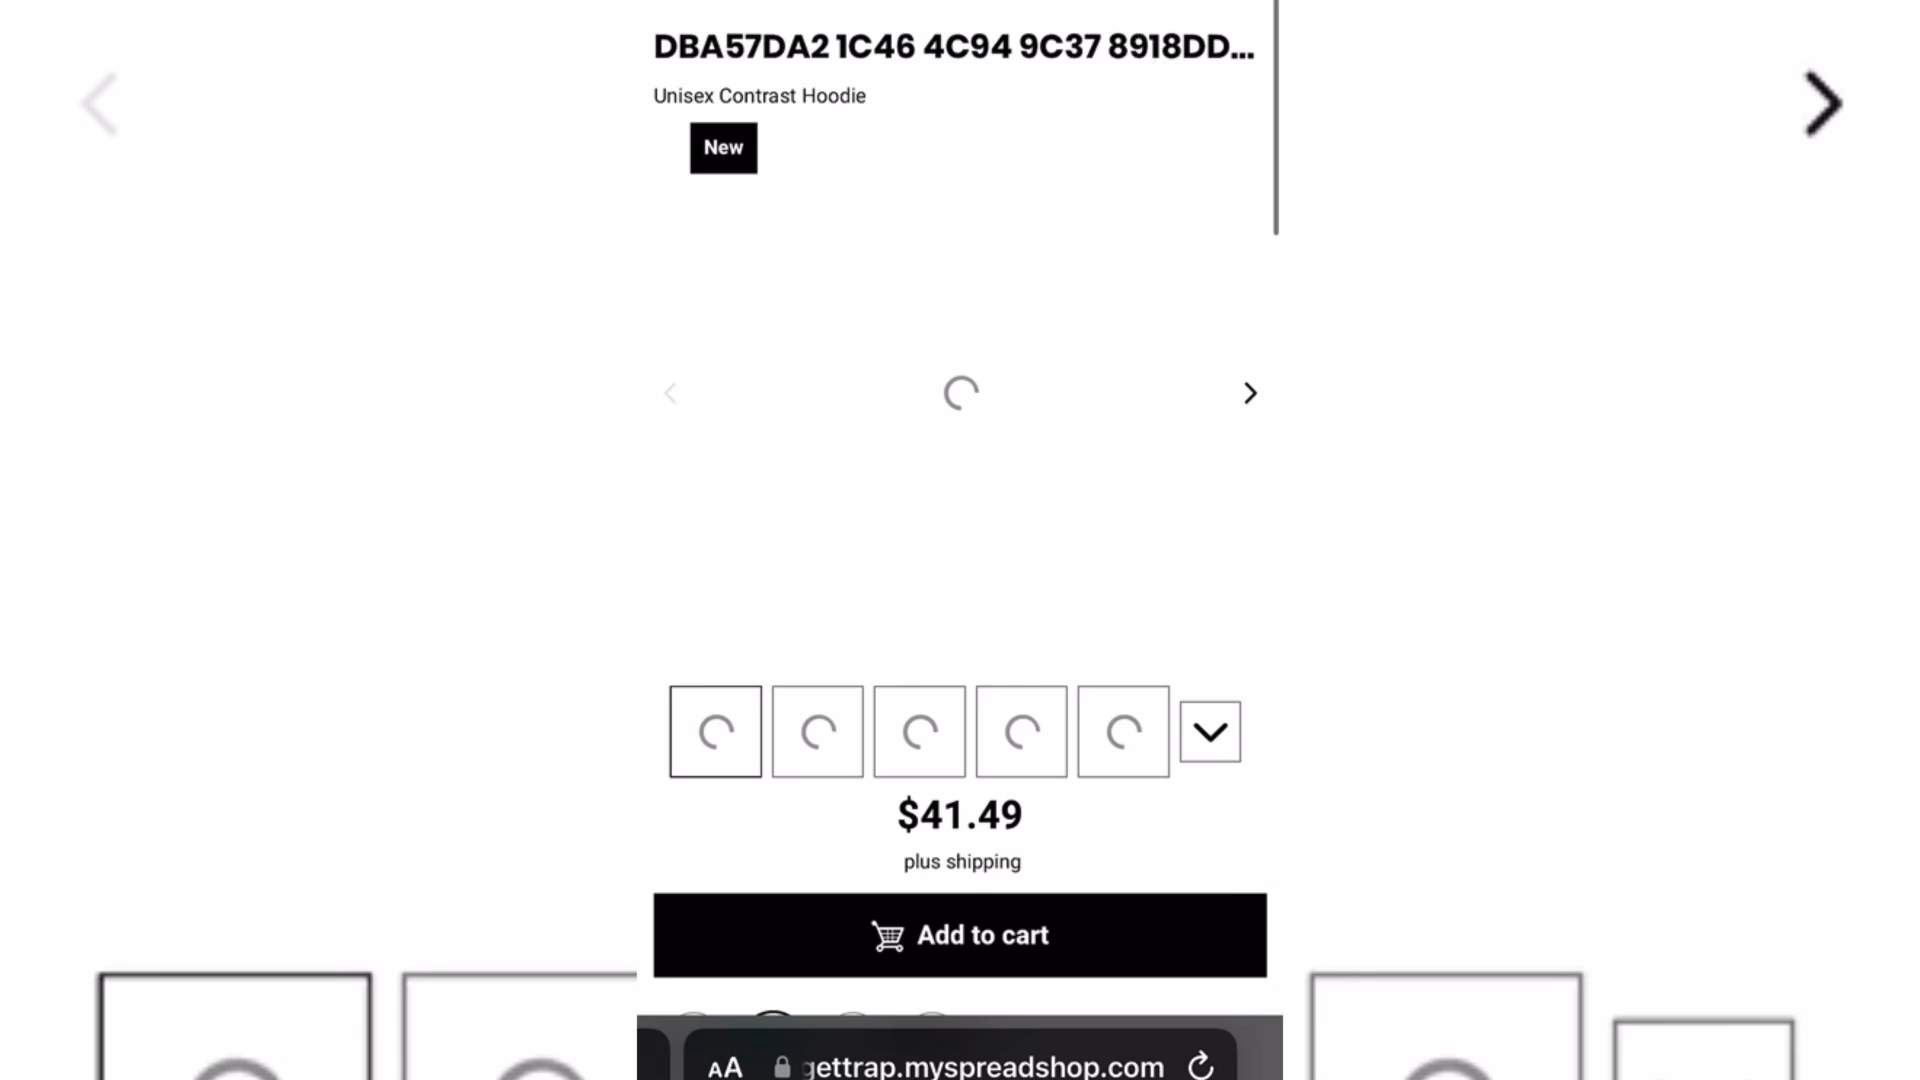 DBA57DA2 1C46 4C94 9C37 8918DD...
Unisex Contrast Hoodie
New
$41.49
plus shipping
Add to cart
AA gettrap.myspreadshop.com